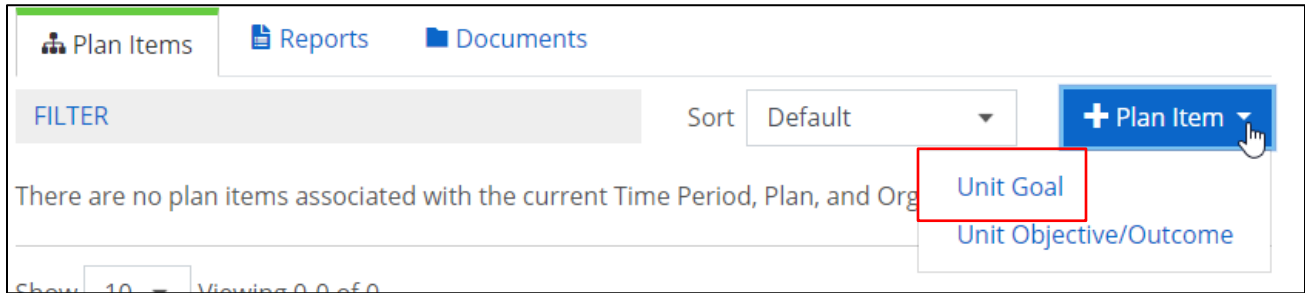 Plan Items Reports Documents
FILTER Sort Default + Plan Item
There are no plan items associated with the current Time Period, Plan, and Org
Unit Goal
Unit Objective/Outcome
Show 10 Viewing 0-0 of 0